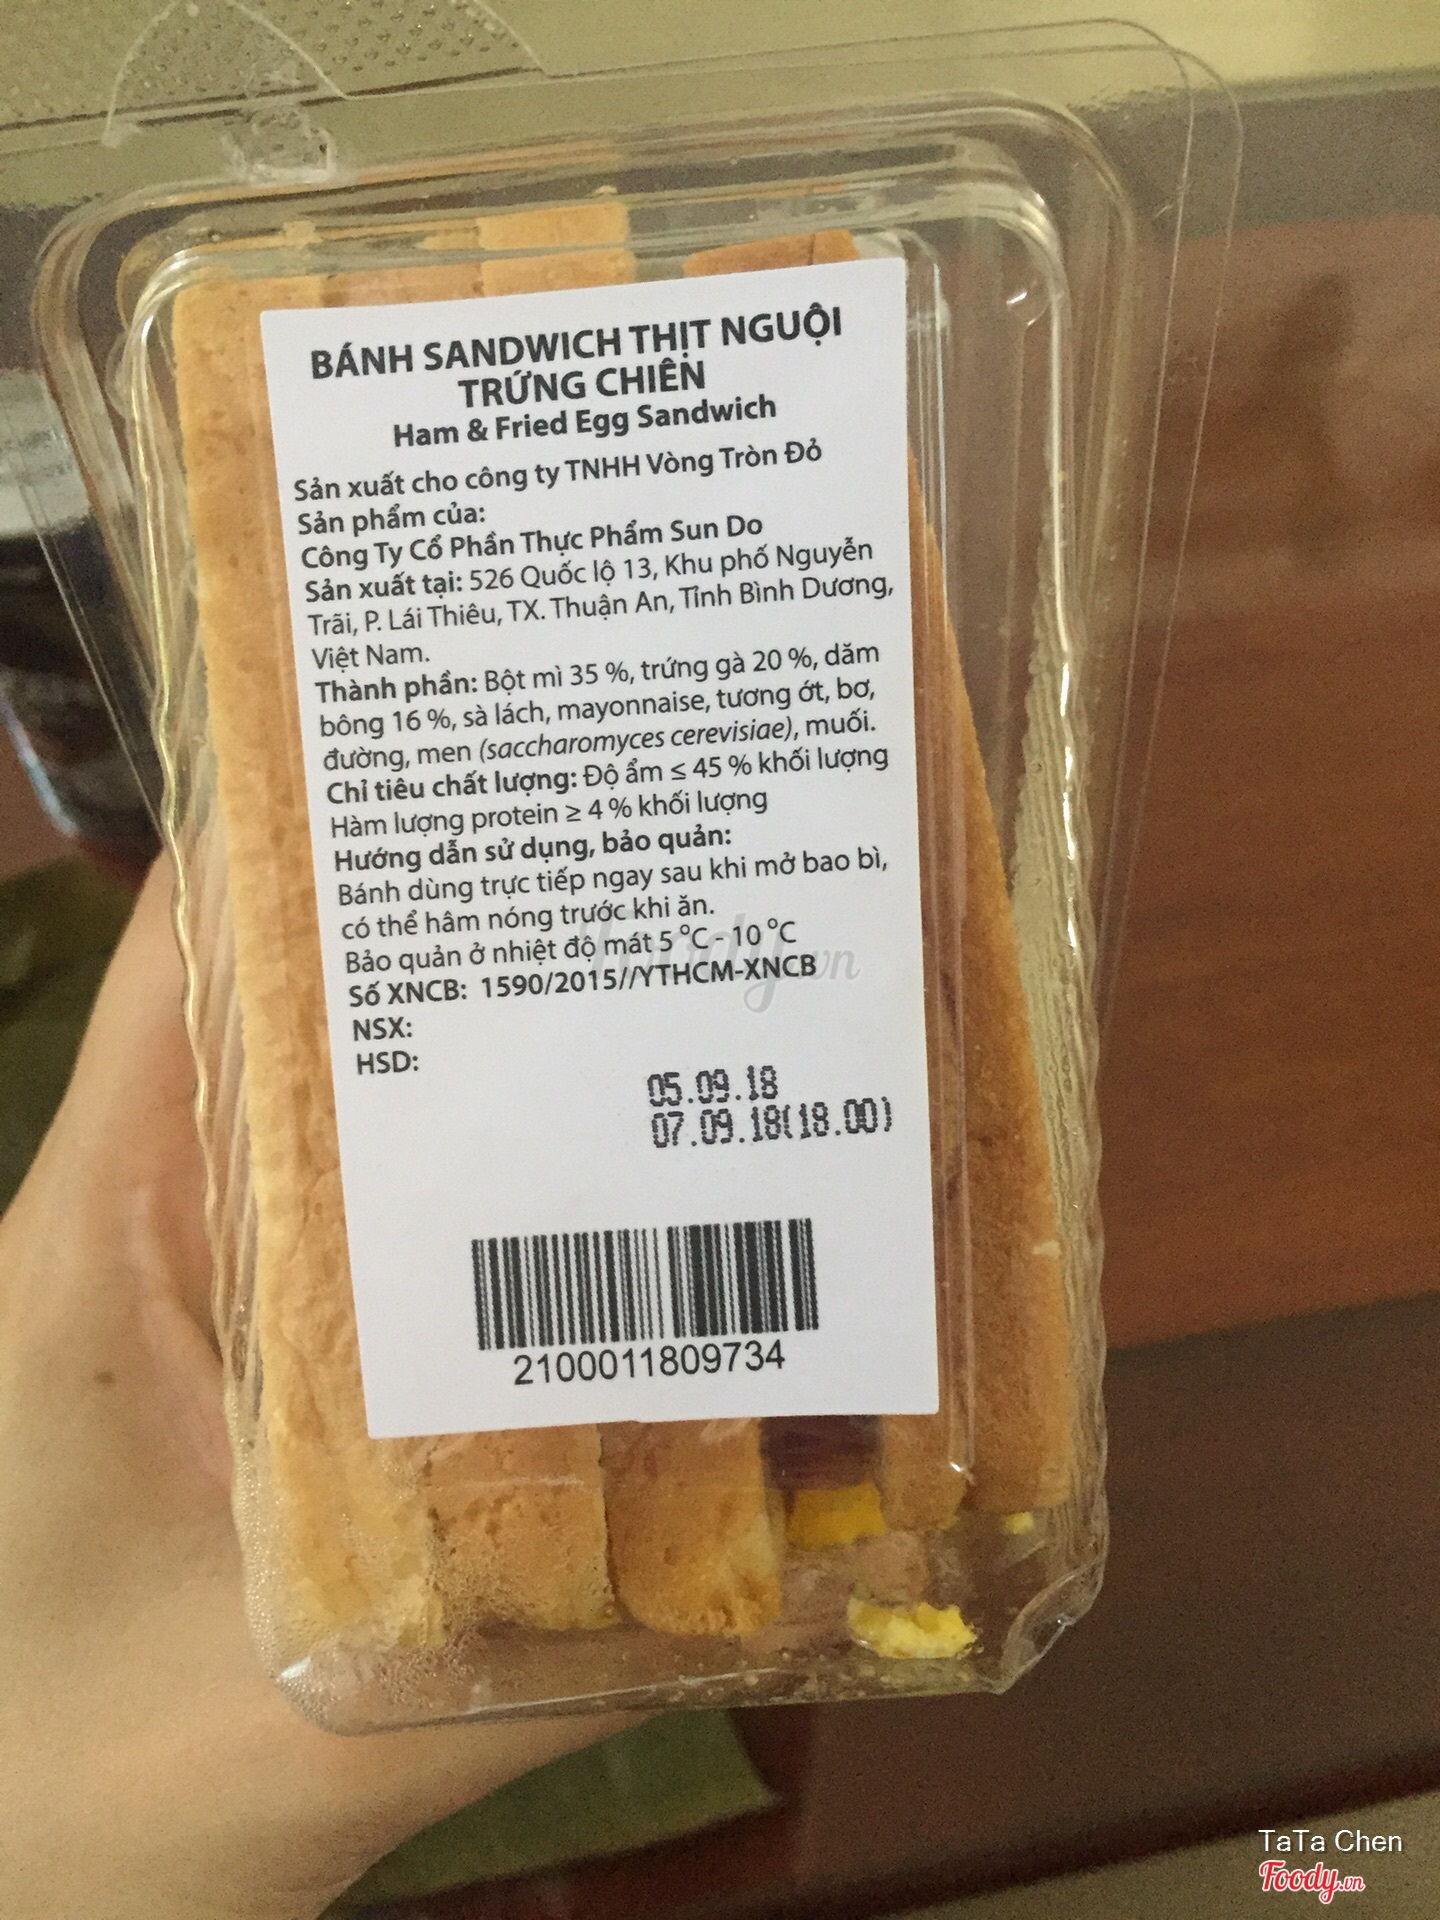 BÁNH SANDWICH THỊT NGUỘI
TRỨNG CHIÊN
Ham & Fried Egg Sandwich
Sản xuất cho công ty TNHH Vòng Tròn Đỏ
Sản phẩm của:
Công Ty Cổ Phần Thực Phẩm Sun Do
Sản xuất tại: 526 Quốc lộ 13, Khu phố Nguyễn
Trãi, P. Lái Thiêu, TX. Thuận An, Tỉnh Bình Dương,
Việt Nam.
Thành phần: Bột mì 35 %, trứng gà 20 %, dăm
bông 16 %, sà lách, mayonnaise, tương ớt, bơ,
đường, men (saccharomyces cerevisiae), muối.
Chỉ tiêu chất lượng: Độ ẩm ≤ 45 % khối lượng
Hàm lượng protein ≥ 4 % khối lượng
Hướng dẫn sử dụng, bảo quản:
Bánh dùng trực tiếp ngay sau khi mở bao bì,
có thể hâm nóng trước khi ăn.
Bảo quản ở nhiệt độ mát 5 °C - 10 °C
Số XNCB: 1590/2015//YTHCM-XNCB
NSX:
HSD:
05.09.18
07.09.18(18.00)
2100011809734
Foody.vn
TaTa Chen
Foody.vn